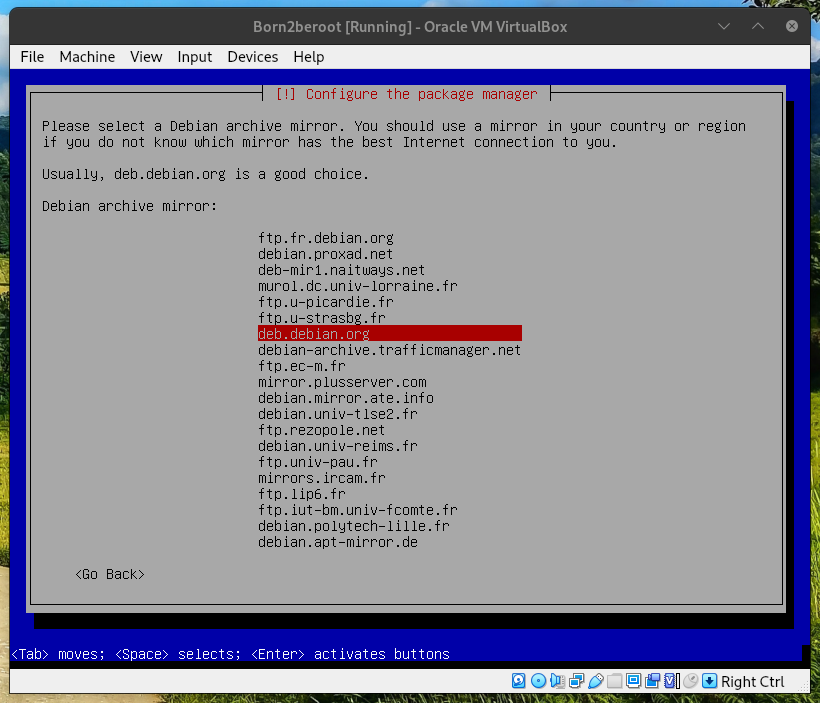 Born2beroot [Running] - Oracle VM VirtualBox
File Machine View Input Devices Help
[!] Configure the package manager
Please select a Debian archive mirror. You should use a mirror in your country or region
if you do not know which mirror has the best Internet connection to you.
Usually, deb.debian.org is a good choice.
Debian archive mirror:
ftp.fr.debian.org
debian.proxad.net
deb-mir1.naitways.net
murol.dc.univ-lorraine.fr
ftp.u-picardie.fr
ftp.u-strasbg.fr
deb.debian.org
debian-archive.trafficmanager.net
ftp.ec-m.fr
mirror.plusserver.com
debian.mirror.ate.info
debian.univ-tlse2.fr
ftp.rezopole.net
debian.univ-reims.fr
ftp.univ-pau.fr
mirrors.ircam.fr
ftp.lip6.fr
ftp.iut-bm.univ-fcomte.fr
debian.polytech-lille.fr
debian.apt-mirror.de
<Go Back>
<Tab> moves; <Space> selects; <Enter> activates buttons
Right Ctrl